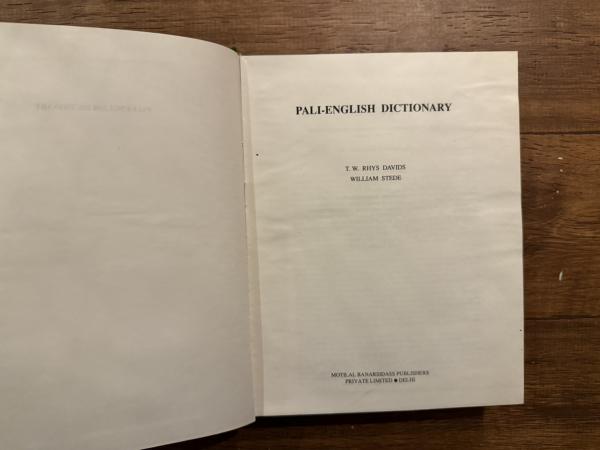 PALI-ENGLISH DICTIONARY
T. W. RHYS DAVIDS
WILLIAM STEDE
MOTILAL BANARSIDASS PUBLISHERS
PRIVATE LIMITED ● DELHI